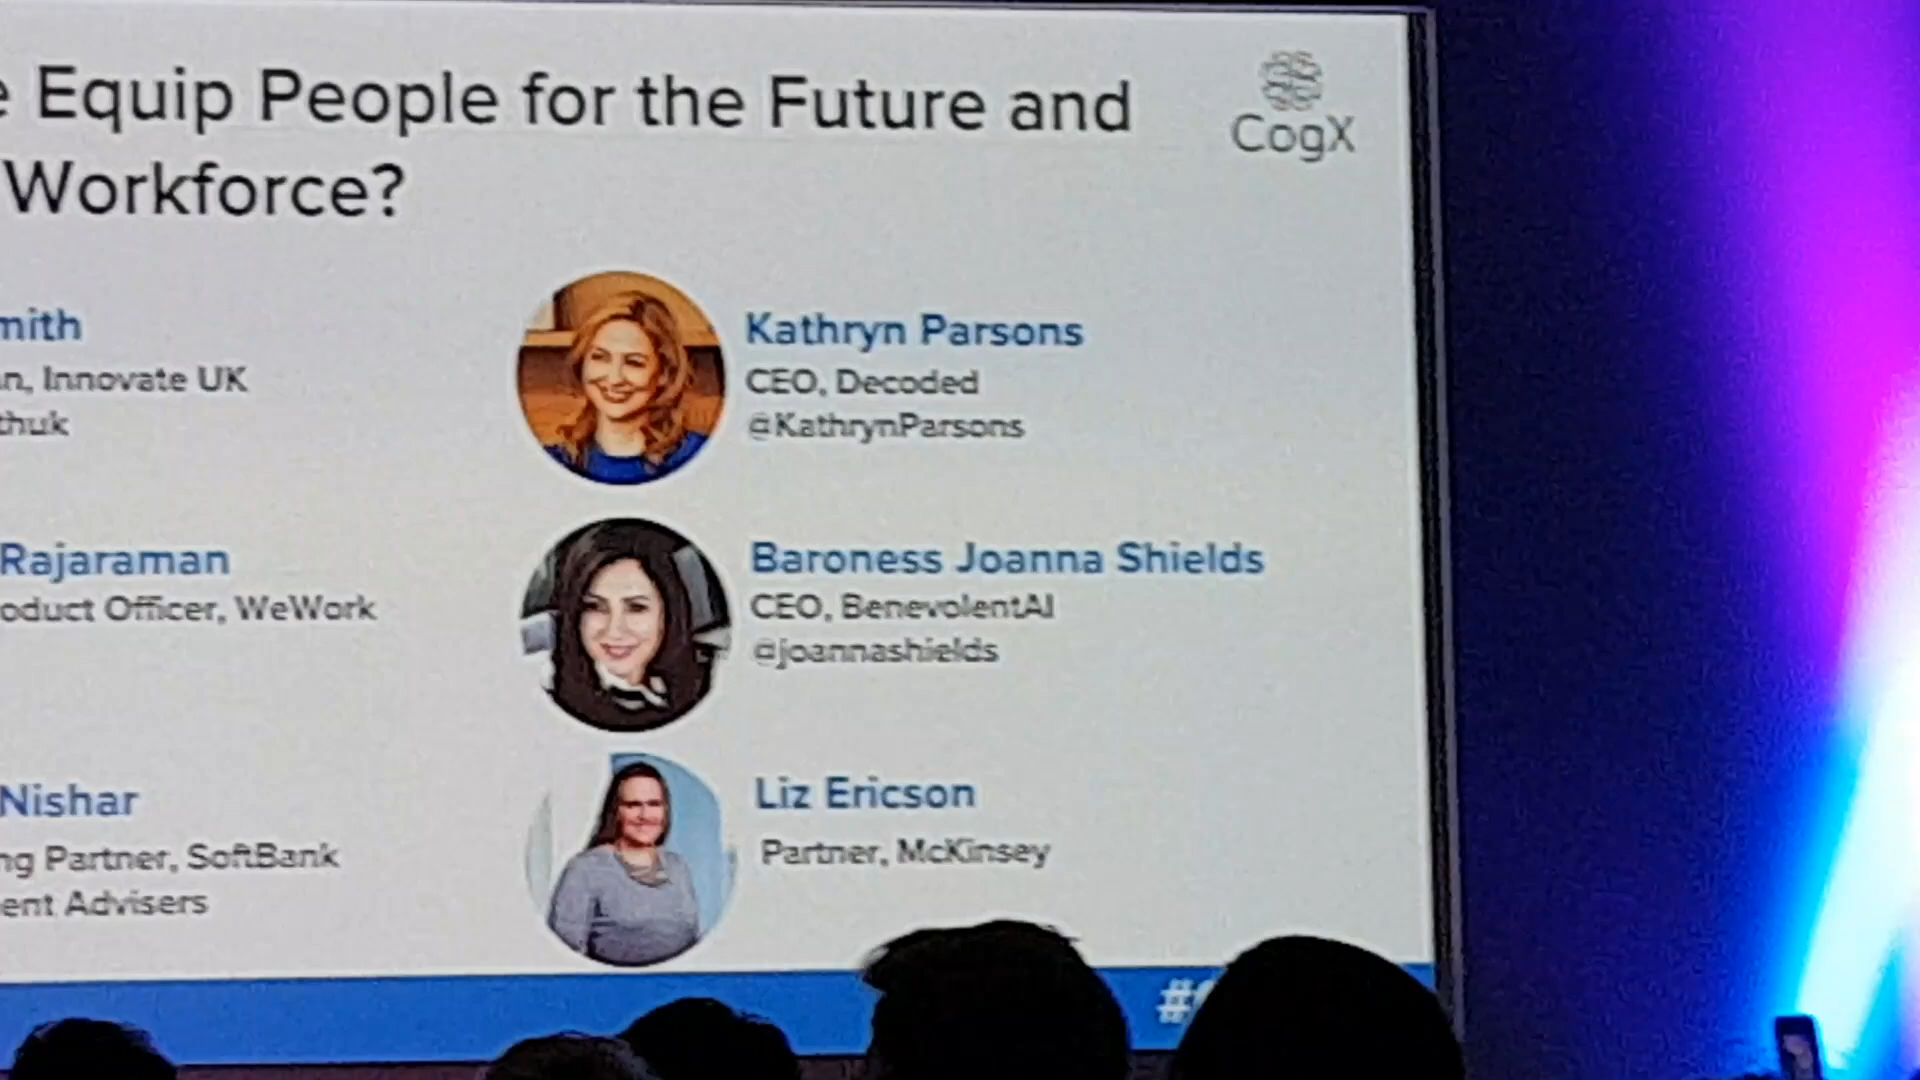 Equip People for the Future and
Workforce?
CogX
mith
n, Innovate UK
thuk
Kathryn Parsons
CEO, Decoded
@KathrynParsons
Rajaraman
oduct Officer, WeWork
Baroness Joanna Shields
CEO, BenevolentAI
@joannashields
Nishar
ng Partner, SoftBank
ent Advisers
Liz Ericson
Partner, McKinsey
#